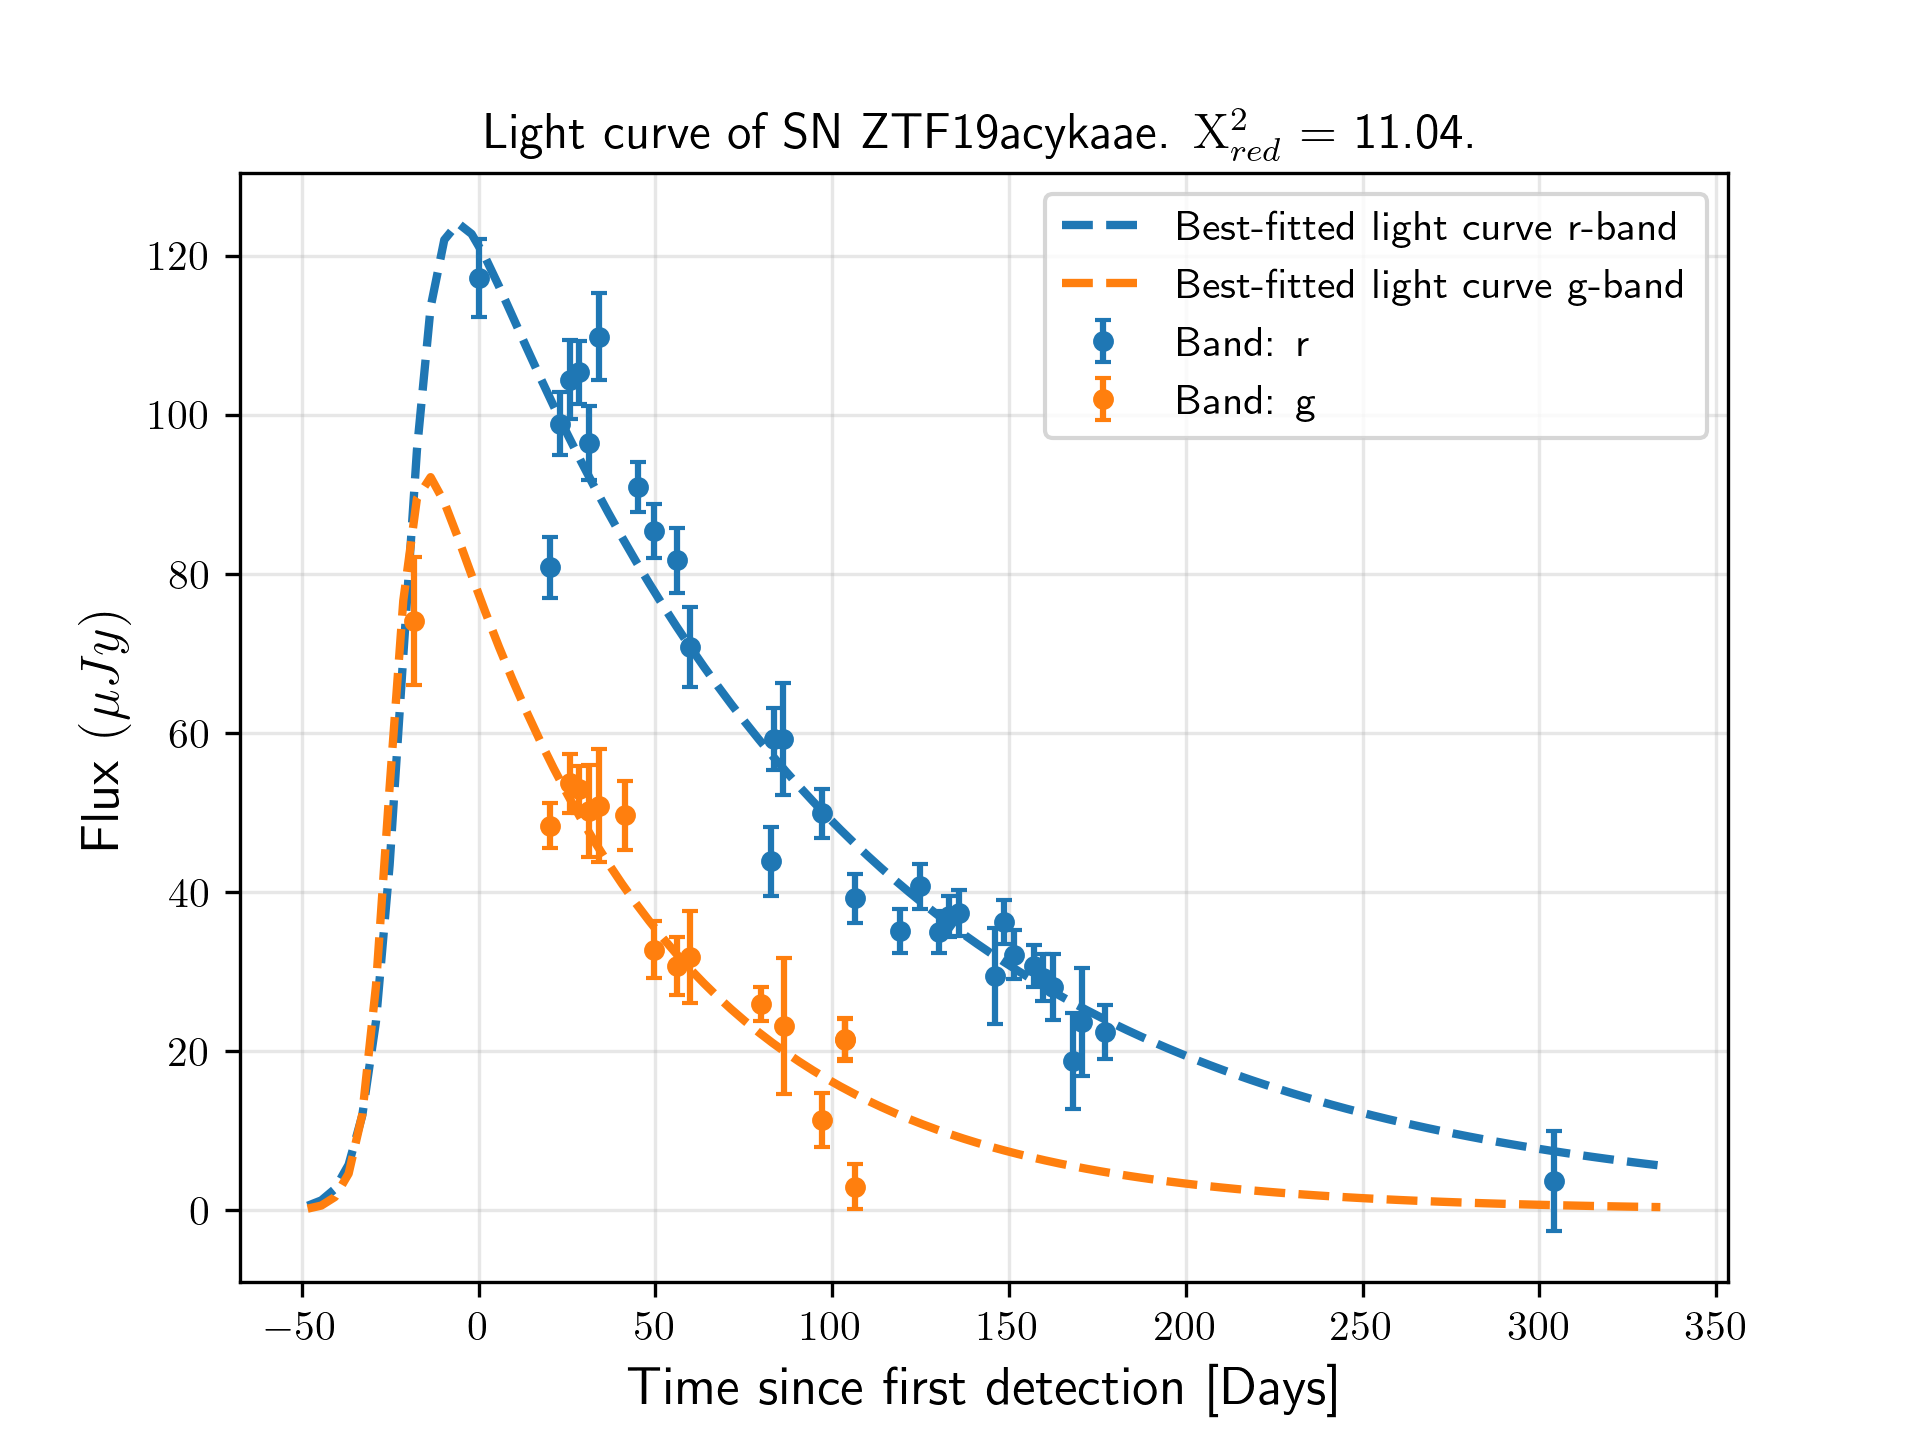 Light curve of SN ZTF19acykaae. X²_red = 11.04.
Best-fitted light curve r-band
Best-fitted light curve g-band
Band: r
Band: g
Flux (μJy)
120
100
80
60
40
20
0
−50 0 50 100 150 200 250 300 350
Time since first detection [Days]